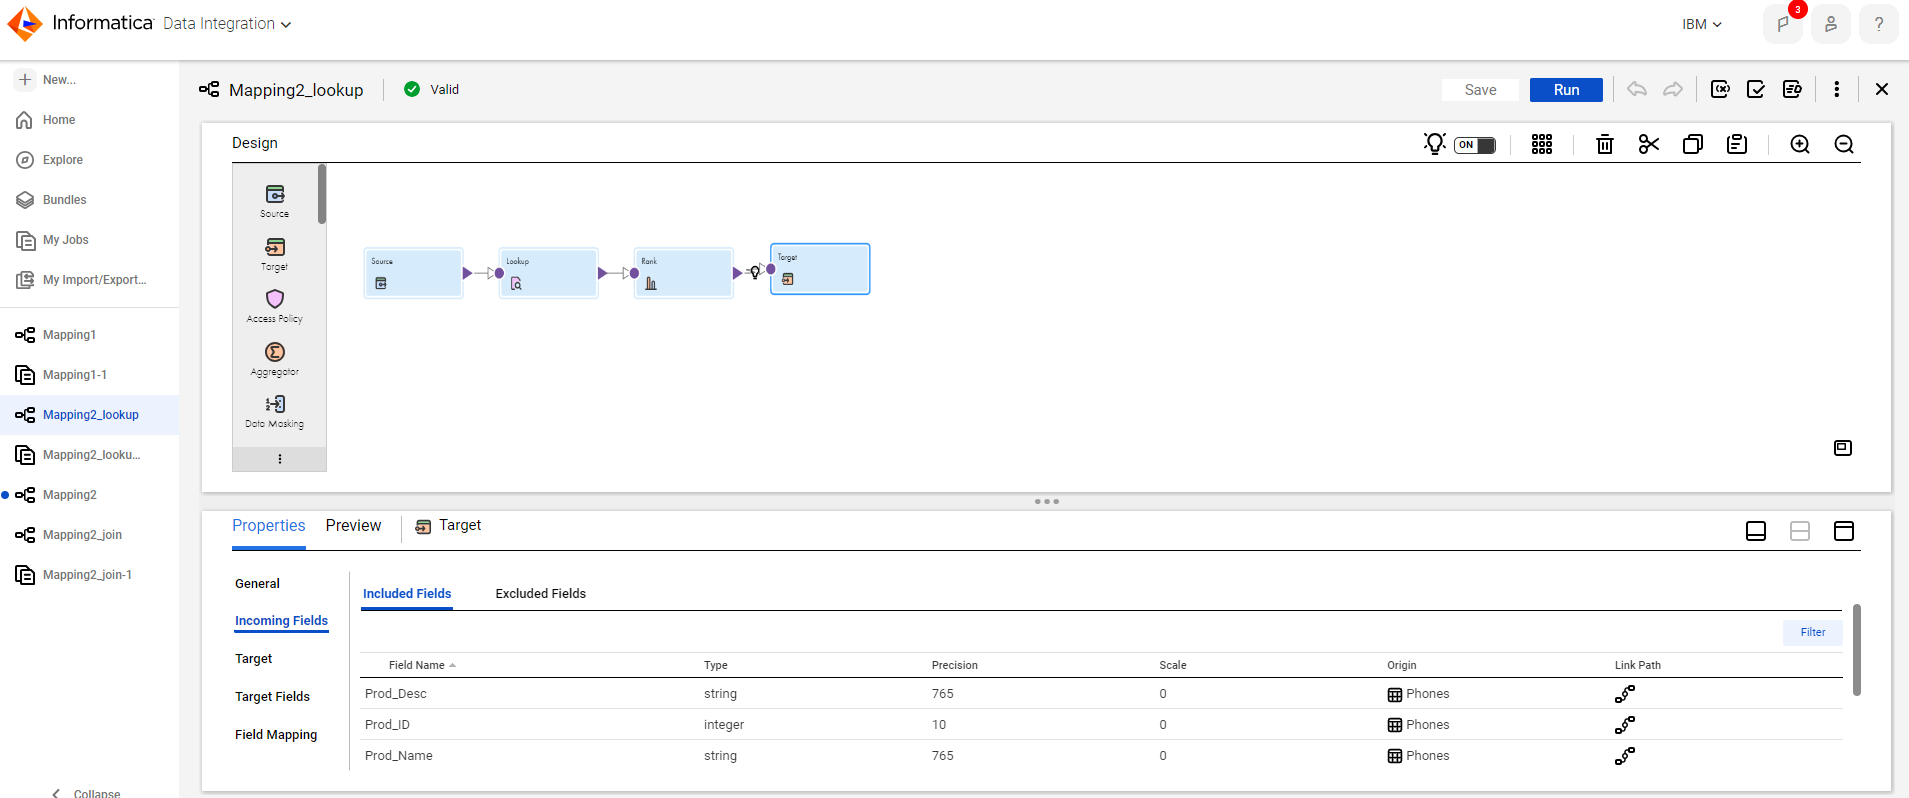 Informatica Data Integration
IBM
3
?
New...
Home
Explore
Bundles
My Jobs
My Import/Export...
Mapping1
Mapping1-1
Mapping2_lookup
Mapping2_looku...
Mapping2
Mapping2_join
Mapping2_join-1
Collapse
Mapping2_lookup
Valid
Save
Run
Design
ON
Source
Target
Access Policy
Aggregator
Data Masking
Source
Lookup
Rank
Target
Properties
Preview
Target
General
Incoming Fields
Target
Target Fields
Field Mapping
Included Fields
Excluded Fields
Filter
Field Name Type Precision Scale Origin Link Path
Prod_Desc string 765 0 Phones
Prod_ID integer 10 0 Phones
Prod_Name string 765 0 Phones